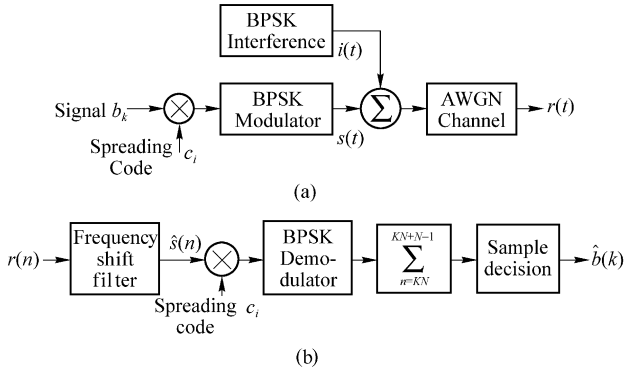 BPSK
Interference
i(t)
Signal b_k
BPSK
Modulator
s(t)
Σ
AWGN
Channel
r(t)
Spreading
Code
c_i
(a)
r(n)
Frequency
shift
filter
ŝ(n)
BPSK
Demo-
dulator
KN+N−1
Σ
n=KN
Sample
decision
b̂(k)
Spreading
code c_i
(b)